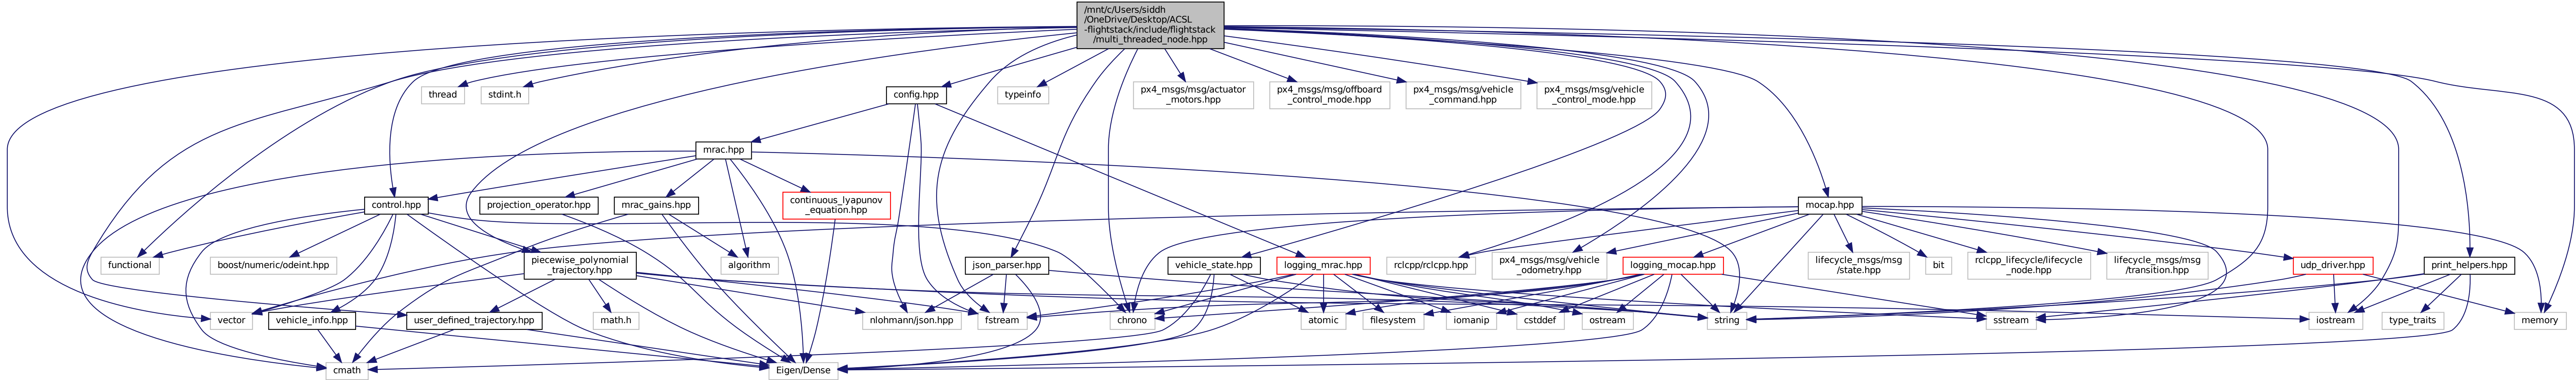 /mnt/c/Users/siddh
/OneDrive/Desktop/ACSL
-flightstack/include/flightstack
/multi_threaded_node.hpp
thread
stdint.h
config.hpp
typeinfo
px4_msgs/msg/actuator
_motors.hpp
px4_msgs/msg/offboard
_control_mode.hpp
px4_msgs/msg/vehicle
_command.hpp
px4_msgs/msg/vehicle
_control_mode.hpp
mrac.hpp
control.hpp
projection_operator.hpp
mrac_gains.hpp
continuous_lyapunov
_equation.hpp
mocap.hpp
functional
boost/numeric/odeint.hpp
piecewise_polynomial
_trajectory.hpp
algorithm
json_parser.hpp
vehicle_state.hpp
logging_mrac.hpp
rclcpp/rclcpp.hpp
px4_msgs/msg/vehicle
_odometry.hpp
logging_mocap.hpp
lifecycle_msgs/msg
/state.hpp
bit
rclcpp_lifecycle/lifecycle
_node.hpp
lifecycle_msgs/msg
/transition.hpp
udp_driver.hpp
print_helpers.hpp
vector
vehicle_info.hpp
user_defined_trajectory.hpp
math.h
nlohmann/json.hpp
fstream
chrono
atomic
filesystem
iomanip
cstddef
ostream
string
sstream
iostream
type_traits
memory
cmath
Eigen/Dense